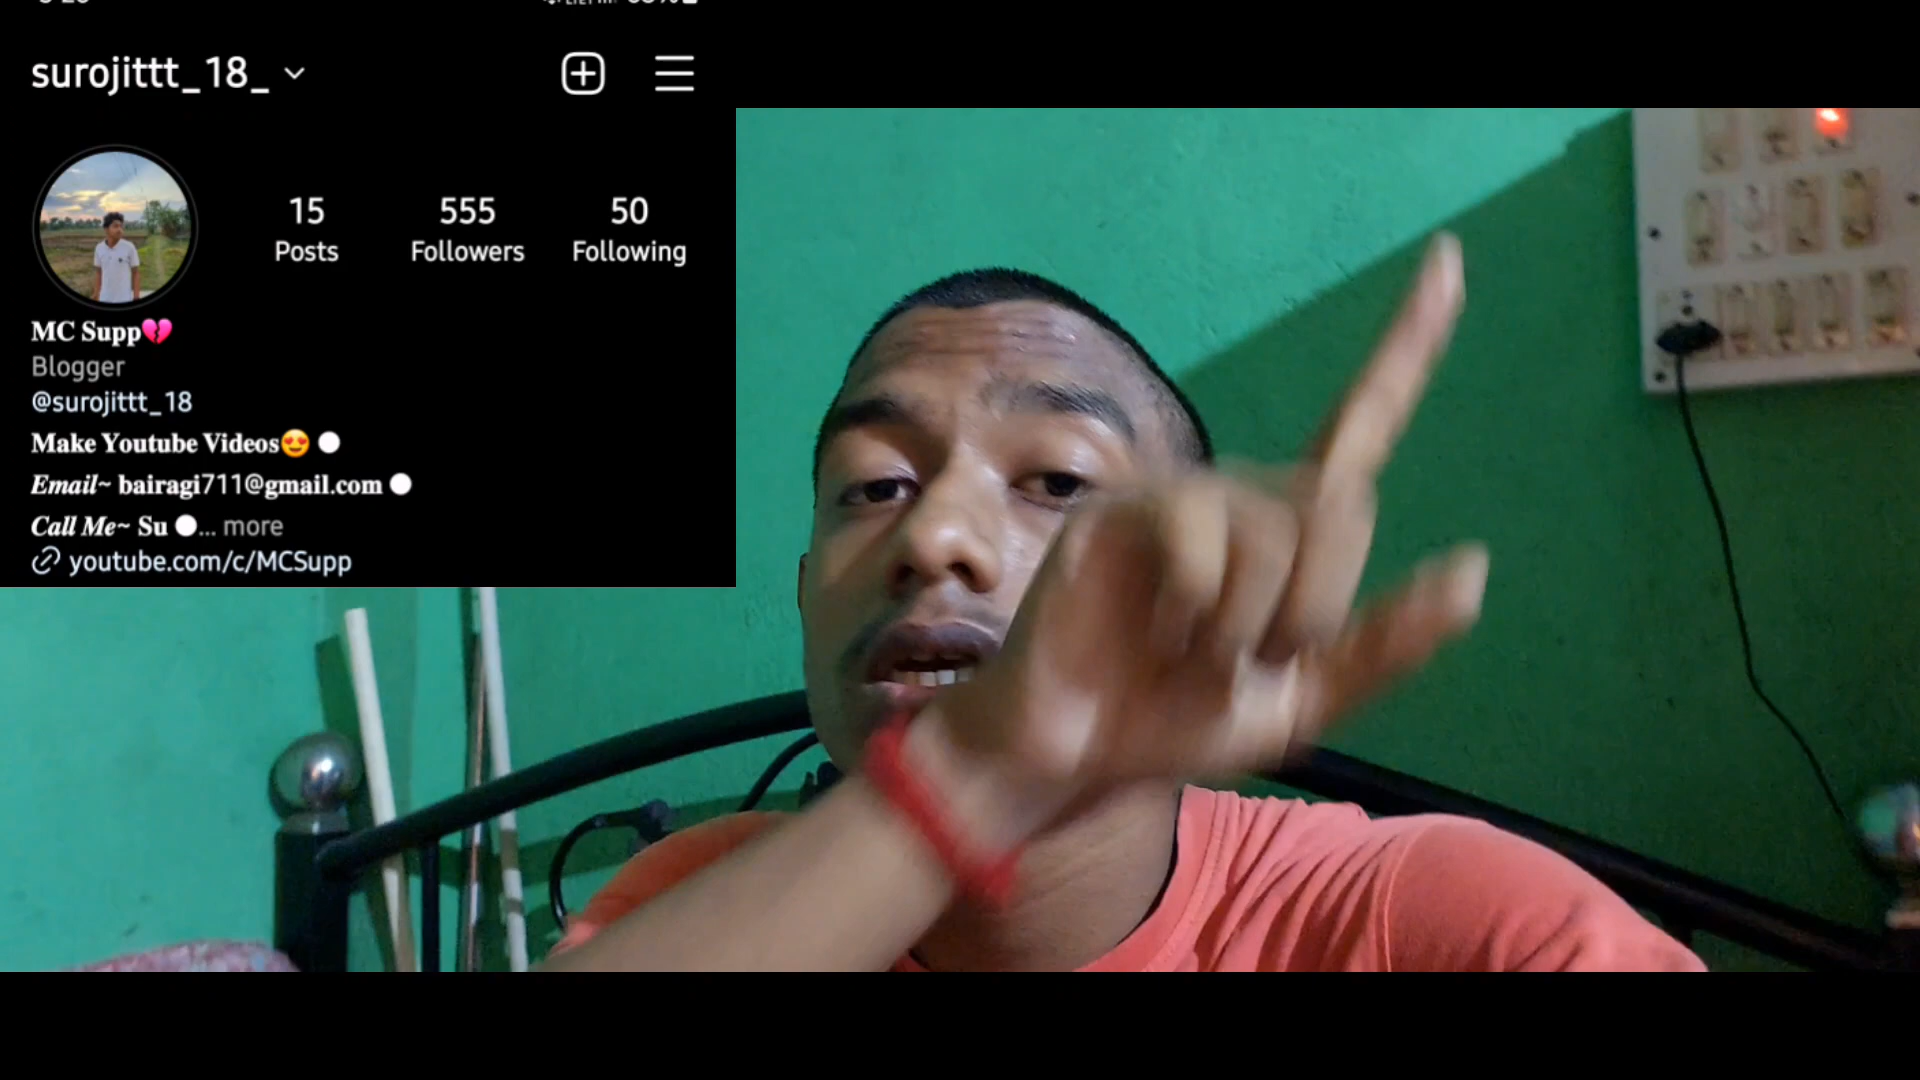 surojittt_18_
15 555 50
Posts Followers Following
MC Supp💔
Blogger
@surojittt_18
Make Youtube Videos😍 ⚪
Email~ bairagi711@gmail.com ⚪
Call Me~ Su ⚪... more
youtube.com/c/MCSupp